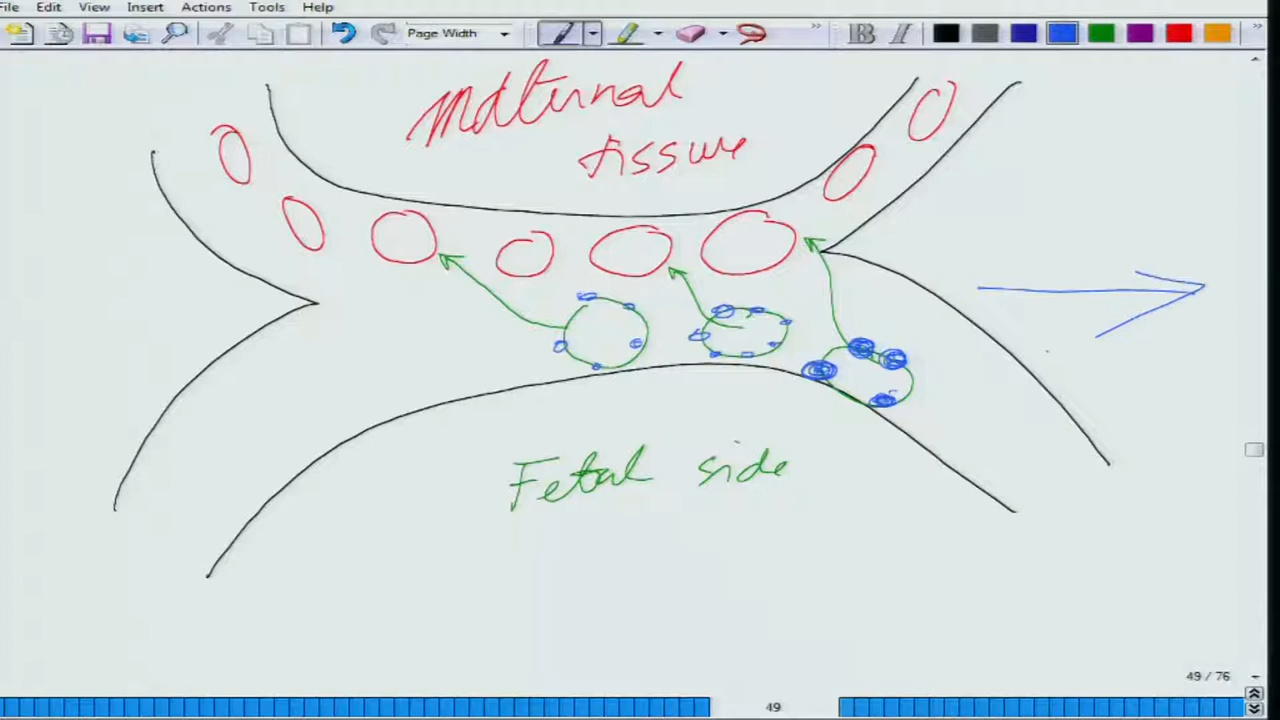 File Edit View Insert Actions Tools Help
Page Width
B I
Maternal
tissue
Fetal side
49 / 76
49